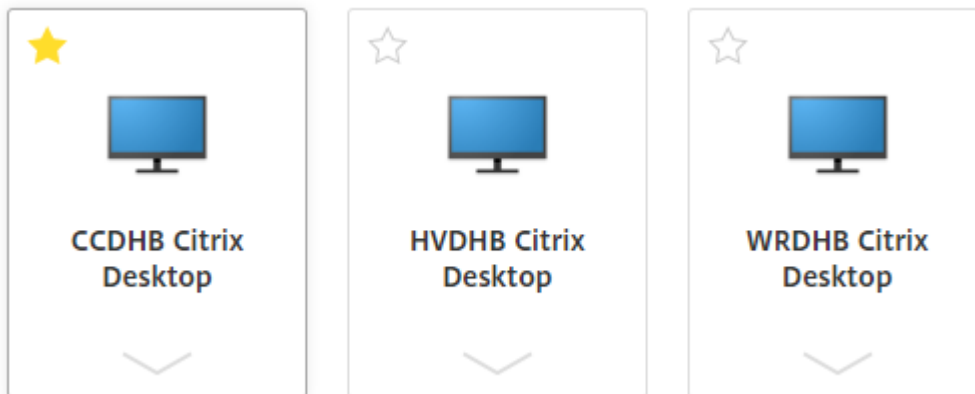 CCDHB Citrix
Desktop
HVDHB Citrix
Desktop
WRDHB Citrix
Desktop